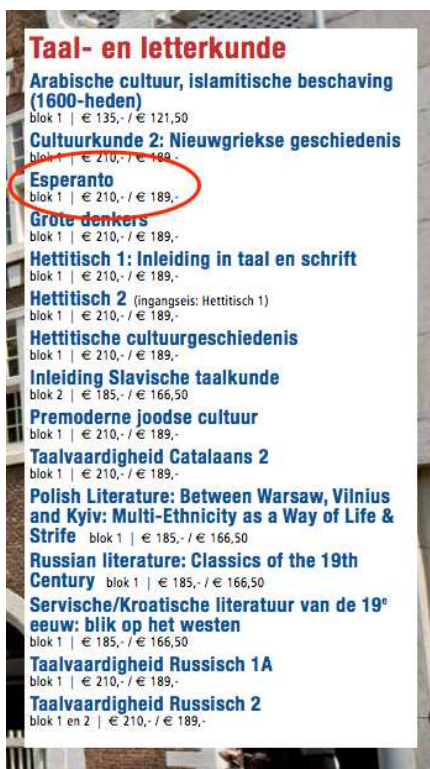 Taal- en letterkunde
Arabische cultuur, islamitische beschaving
(1600-heden)
blok 1 | € 135,- / € 121,50
Cultuurkunde 2: Nieuwgriekse geschiedenis
blok 1 | € 210,- / € 189,-
Esperanto
blok 1 | € 210,- / € 189,-
Grote denkers
blok 1 | € 210,- / € 189,-
Hettitisch 1: Inleiding in taal en schrift
blok 1 | € 210,- / € 189,-
Hettitisch 2 (ingangseis: Hettitisch 1)
blok 1 | € 210,- / € 189,-
Hettitische cultuurgeschiedenis
blok 1 | € 210,- / € 189,-
Inleiding Slavische taalkunde
blok 2 | € 185,- / € 166,50
Premoderne joodse cultuur
blok 1 | € 210,- / € 189,-
Taalvaardigheid Catalaans 2
blok 1 | € 210,- / € 189,-
Polish Literature: Between Warsaw, Vilnius
and Kyiv: Multi-Ethnicity as a Way of Life &
Strife blok 1 | € 185,- / € 166,50
Russian literature: Classics of the 19th
Century blok 1 | € 185,- / € 166,50
Servische/Kroatische literatuur van de 19e
eeuw: blik op het westen
blok 1 | € 185,- / € 166,50
Taalvaardigheid Russisch 1A
blok 1 | € 210,- / € 189,-
Taalvaardigheid Russisch 2
blok 1 en 2 | € 210,- / € 189,-